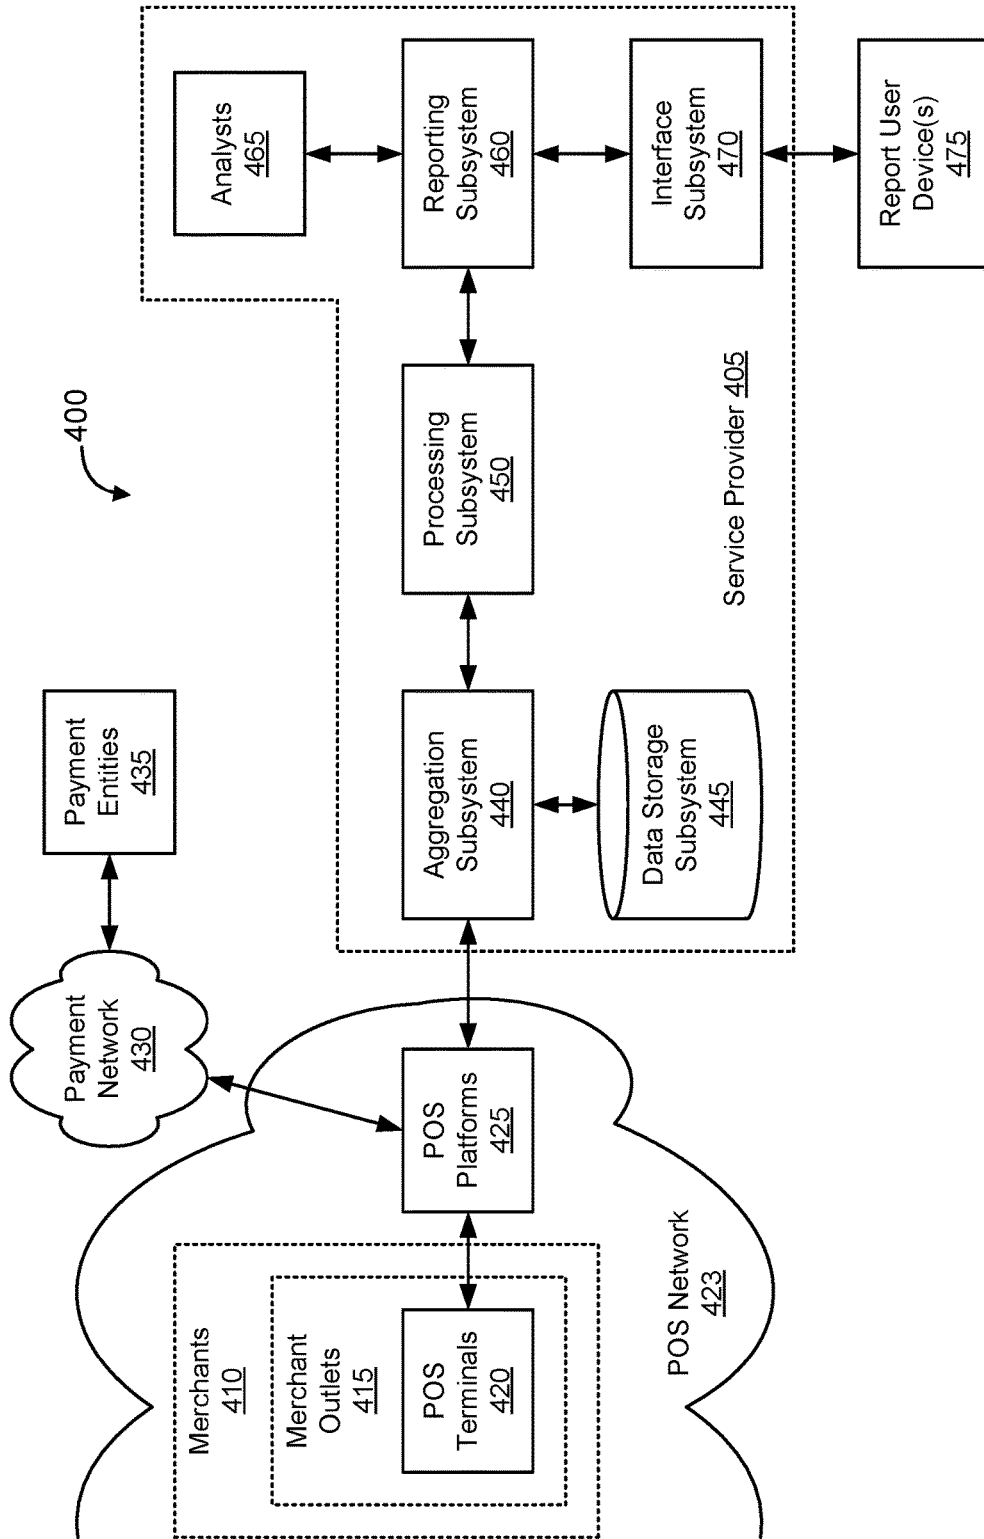 400
Payment
Network
430
Payment
Entities
435
Merchants
410
Merchant
Outlets
415
POS
Terminals
420
POS
Platforms
425
POS Network
423
Aggregation
Subsystem
440
Data Storage
Subsystem
445
Processing
Subsystem
450
Analysts
465
Reporting
Subsystem
460
Interface
Subsystem
470
Service Provider 405
Report User
Device(s)
475